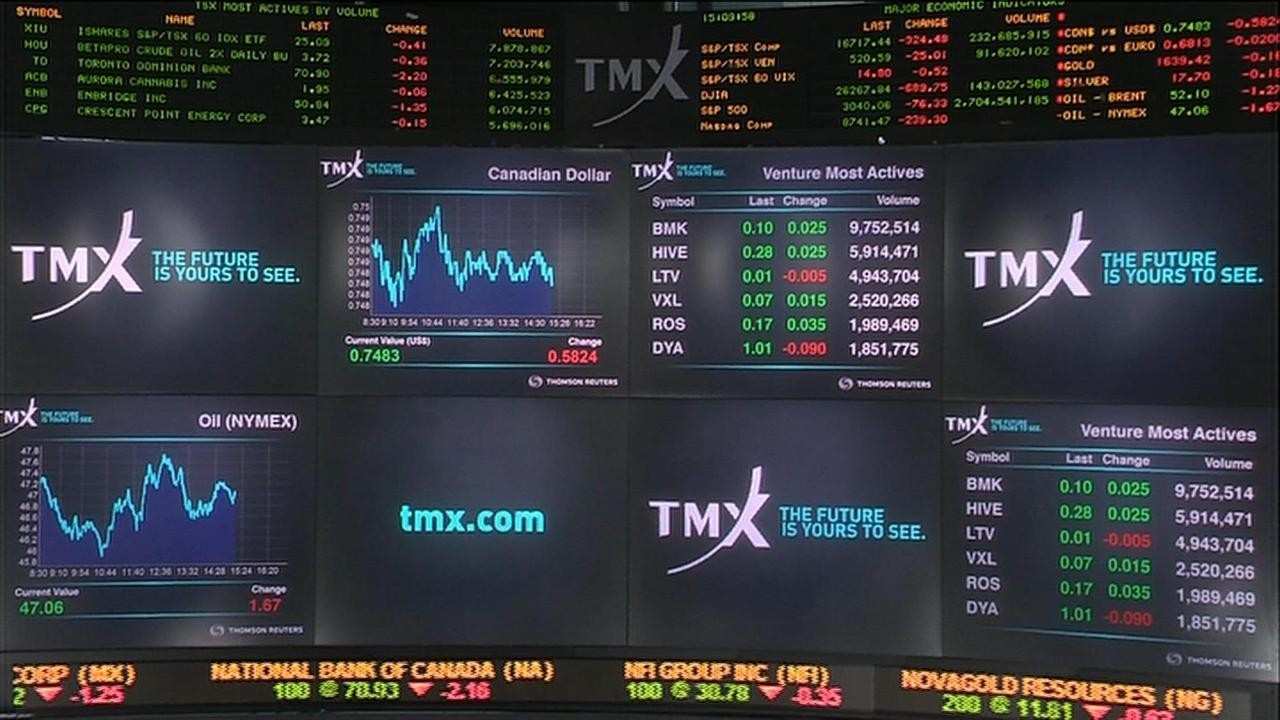 TSX MOST ACTIVES BY VOLUME
SYMBOL NAME LAST CHANGE VOLUME
XIU ISHARES S&P/TSX 60 IDX ETF 25.03 -0.41 7,878,867
HOU BETAPRO CRUDE OIL 2X DAILY BU 3.72 -0.36 7,203,746
TD TORONTO DOMINION BANK 70.90 -2.20 6,555,979
ACB AURORA CANNABIS INC 1.95 -0.06 6,425,523
ENB ENBRIDGE INC 50.84 -1.35 6,074,715
CPG CRESCENT POINT ENERGY CORP 3.47 -0.15 5,696,016
TMX
15:09:58
MAJOR ECONOMIC INDICATORS
LAST CHANGE VOLUME
S&P/TSX Comp 16717.44 -324.49 232,685,915
S&P/TSX VEN 520.59 -25.01 91,620,102
S&P/TSX 60 VIX 14.80 -0.52
DJIA 26267.84 -689.75 143,027,568
S&P 500 3040.06 -76.33 2,704,541,185
Nasdaq Comp 8741.47 -239.30
CDN$ vs USD$ 0.7483 -0.582
CDN$ vs EURO 0.6813 -0.020
GOLD 1639.42
SILVER 17.70
OIL - BRENT 52.10
OIL - NYMEX 47.06 -1.67
TMX THE FUTURE
IS YOURS TO SEE.
TMX THE FUTURE
IS YOURS TO SEE.
Canadian Dollar
0.75
0.749
0.749
0.749
0.749
0.749
0.748
0.748
0.748
0.748
8:30 9:10 9:54 10:44 11:40 12:36 13:32 14:30 15:26 16:22
Current Value (US$) Change
0.7483 0.5824
THOMSON REUTERS
TMX THE FUTURE
IS YOURS TO SEE.
Venture Most Actives
Symbol Last Change Volume
BMK 0.10 0.025 9,752,514
HIVE 0.28 0.025 5,914,471
LTV 0.01 -0.005 4,943,704
VXL 0.07 0.015 2,520,266
ROS 0.17 0.035 1,989,469
DYA 1.01 -0.090 1,851,775
THOMSON REUTERS
TMX THE FUTURE
IS YOURS TO SEE.
TMX THE FUTURE
IS YOURS TO SEE.
Oil (NYMEX)
47.8
47.6
47.4
47.2
47
46.8
46.6
46.4
46.2
46
45.8
8:30 9:10 9:54 10:44 11:40 12:36 13:32 14:28 15:24 16:20
Current Value Change
47.06 1.67
THOMSON REUTERS
tmx.com
TMX THE FUTURE
IS YOURS TO SEE.
TMX THE FUTURE
IS YOURS TO SEE.
Venture Most Actives
Symbol Last Change Volume
BMK 0.10 0.025 9,752,514
HIVE 0.28 0.025 5,914,471
LTV 0.01 -0.005 4,943,704
VXL 0.07 0.015 2,520,266
ROS 0.17 0.035 1,989,469
DYA 1.01 -0.090 1,851,775
THOMSON REUTERS
CORP (MX) NATIONAL BANK OF CANADA (NA) NFI GROUP INC (NFI) NOVAGOLD RESOURCES (NG)
2 -1.25 100 @ 70.93 -2.16 100 @ 30.78 -0.35 200 @ 11.81